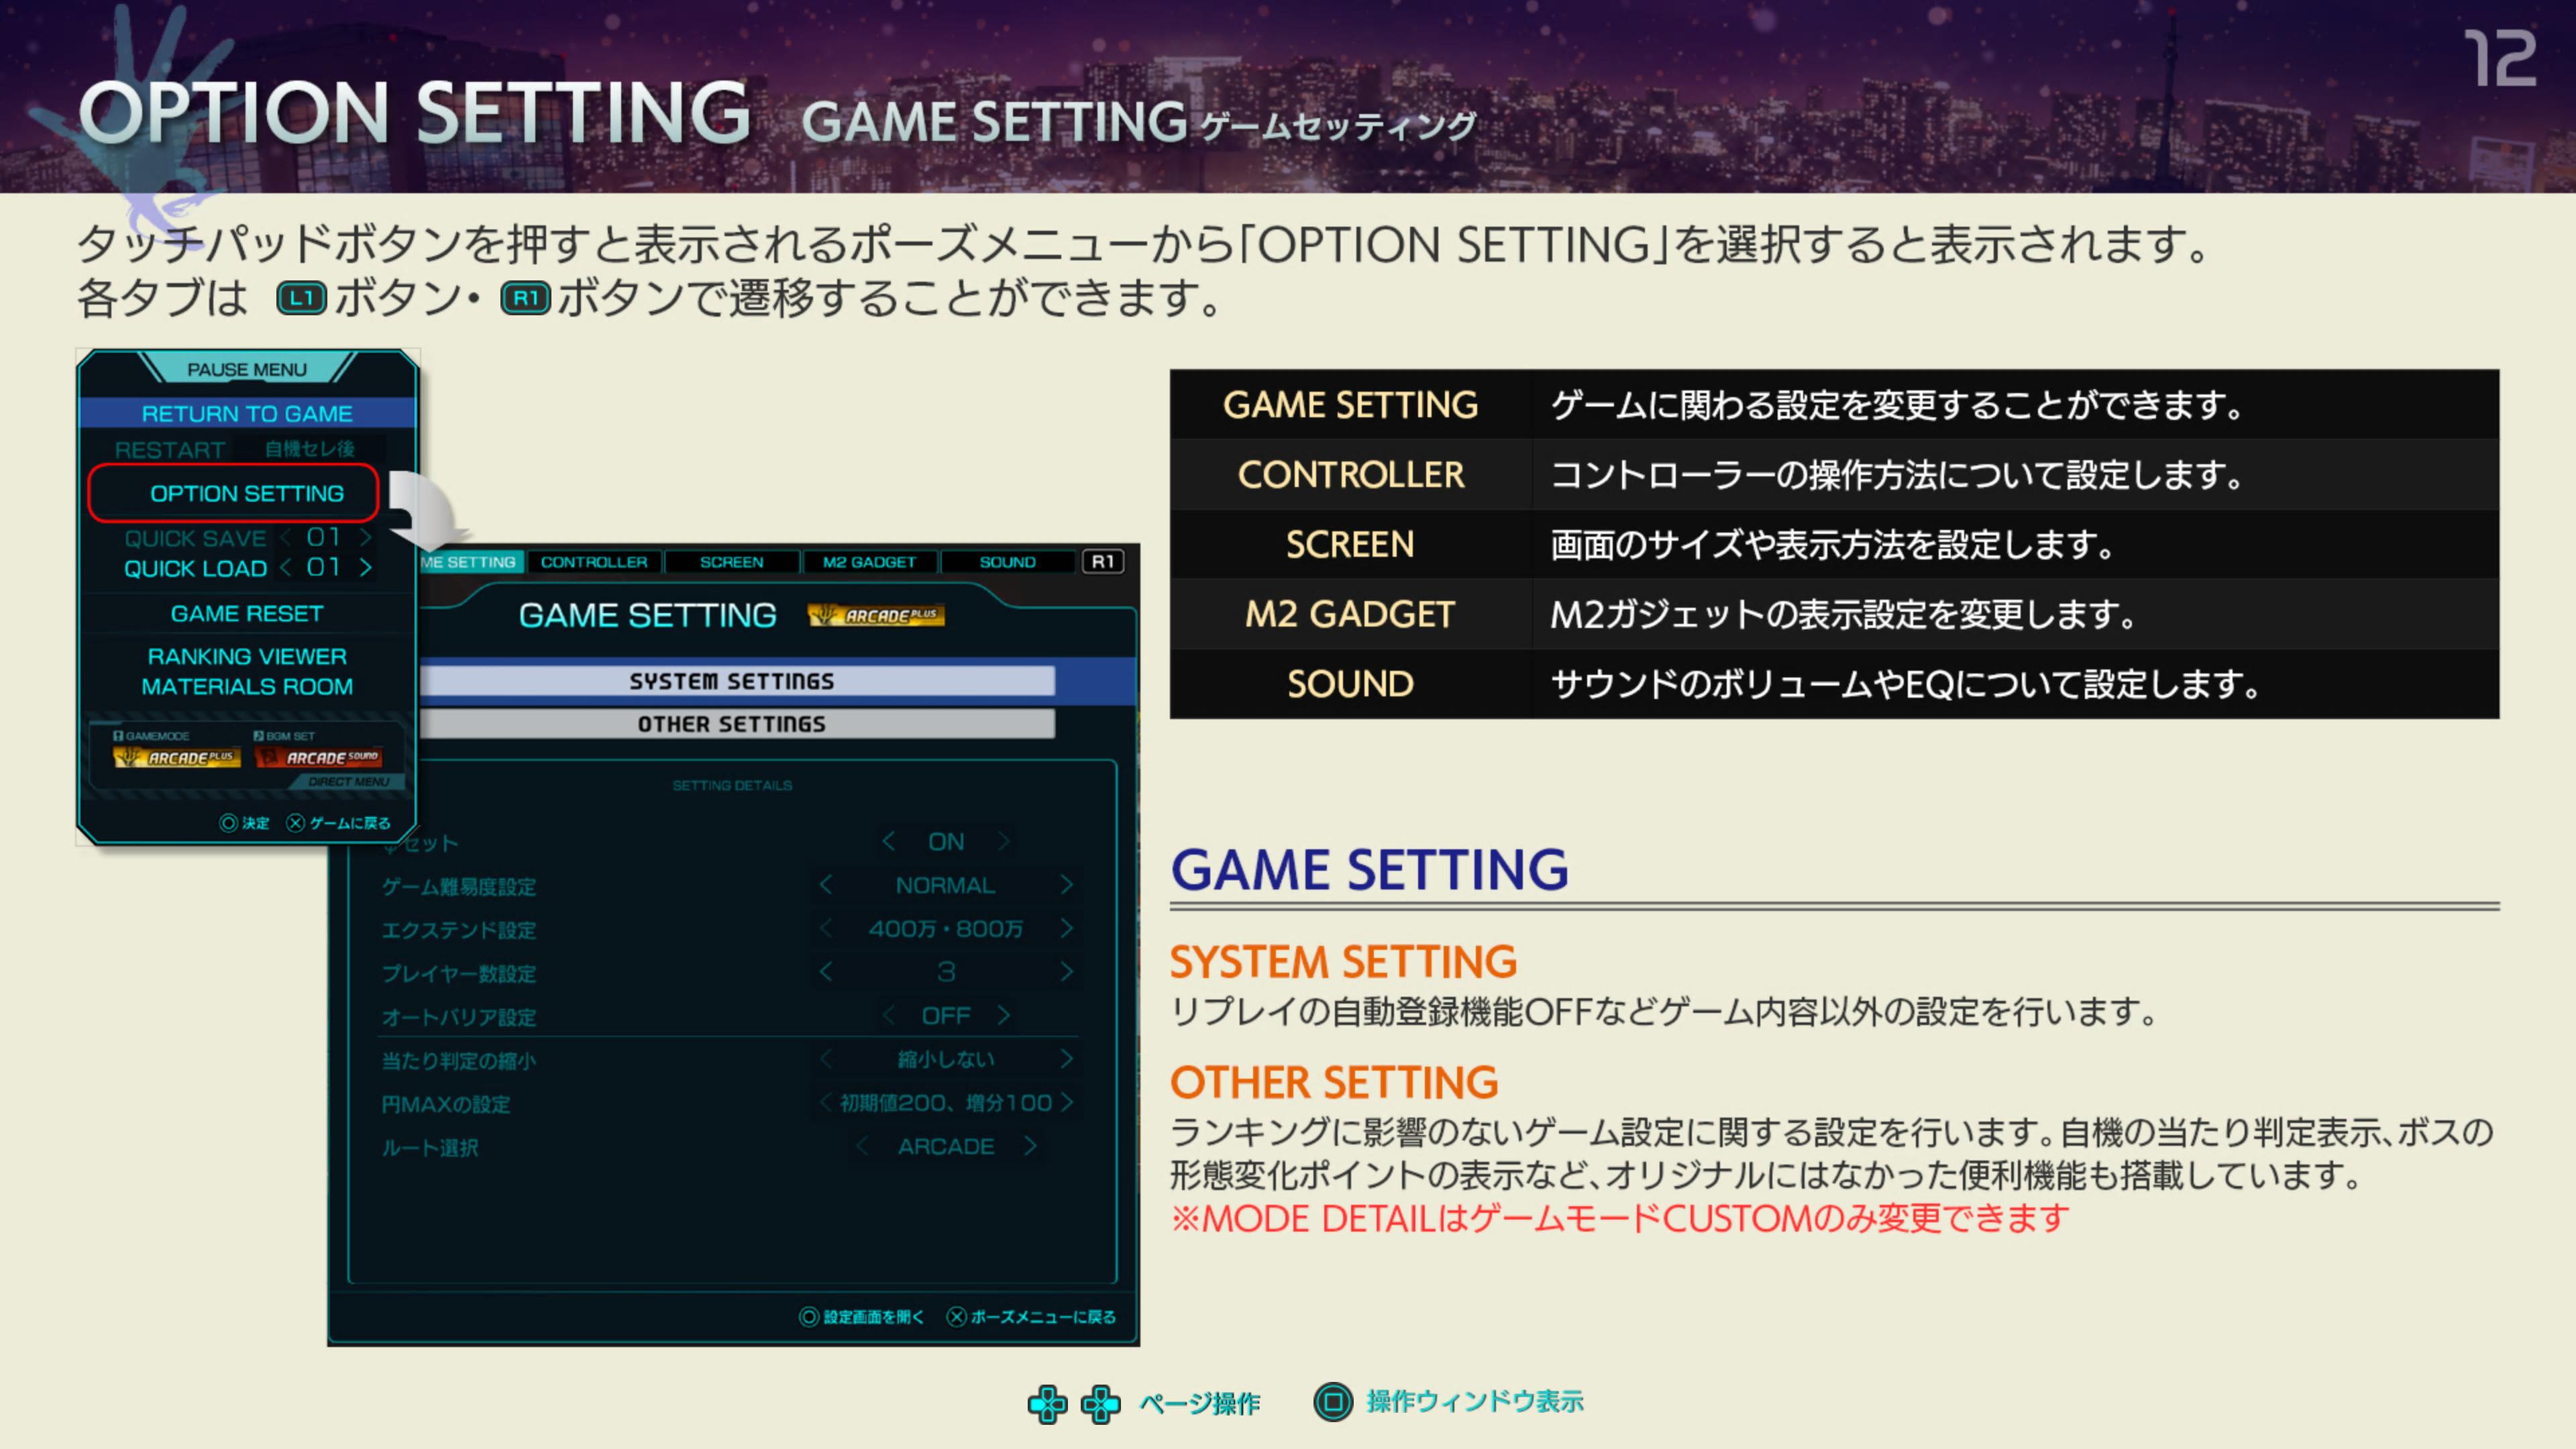 12
OPTION SETTING GAME SETTING ゲームセッティング
タッチパッドボタンを押すと表示されるポーズメニューから「OPTION SETTING」を選択すると表示されます。
各タブは L1 ボタン・ R1 ボタンで遷移することができます。
PAUSE MENU
RETURN TO GAME
RESTART 自機セレ後
OPTION SETTING
QUICK SAVE < 01 >
QUICK LOAD < 01 >
GAME RESET
RANKING VIEWER
MATERIALS ROOM
GAMEMODE BGM SET
ARCADE PLUS ARCADE SOUND
DIRECT MENU
決定 ゲームに戻る
ME SETTING CONTROLLER SCREEN M2 GADGET SOUND R1
GAME SETTING ARCADE PLUS
SYSTEM SETTINGS
OTHER SETTINGS
SETTING DETAILS
セット < ON >
ゲーム難易度設定 < NORMAL >
エクステンド設定 < 400万・800万 >
プレイヤー数設定 < 3 >
オートバリア設定 < OFF >
当たり判定の縮小 < 縮小しない >
円MAXの設定 < 初期値200、増分100 >
ルート選択 < ARCADE >
設定画面を開く ポーズメニューに戻る
GAME SETTING ゲームに関わる設定を変更することができます。
CONTROLLER コントローラーの操作方法について設定します。
SCREEN 画面のサイズや表示方法を設定します。
M2 GADGET M2ガジェットの表示設定を変更します。
SOUND サウンドのボリュームやEQについて設定します。
GAME SETTING
SYSTEM SETTING
リプレイの自動登録機能OFFなどゲーム内容以外の設定を行います。
OTHER SETTING
ランキングに影響のないゲーム設定に関する設定を行います。自機の当たり判定表示、ボスの
形態変化ポイントの表示など、オリジナルにはなかった便利機能も搭載しています。
※MODE DETAILはゲームモードCUSTOMのみ変更できます
ページ操作 操作ウィンドウ表示